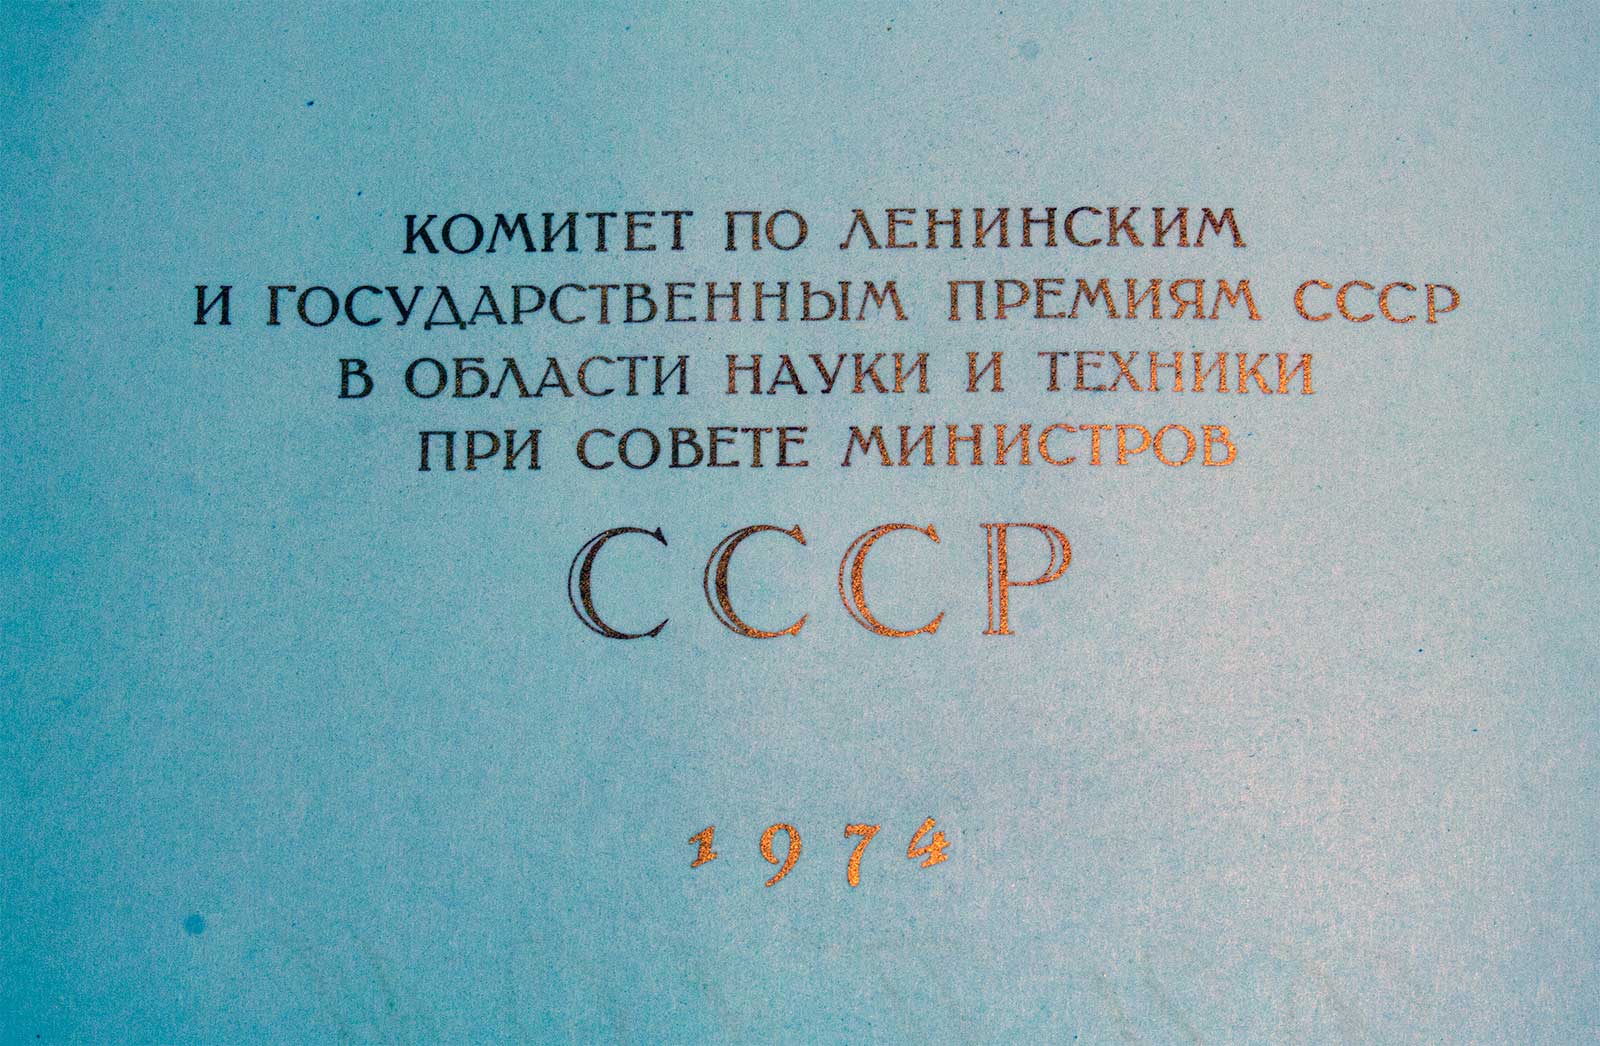 КОМИТЕТ ПО ЛЕНИНСКИМ
И ГОСУДАРСТВЕННЫМ ПРЕМИЯМ СССР
В ОБЛАСТИ НАУКИ И ТЕХНИКИ
ПРИ СОВЕТЕ МИНИСТРОВ
СССР
1974